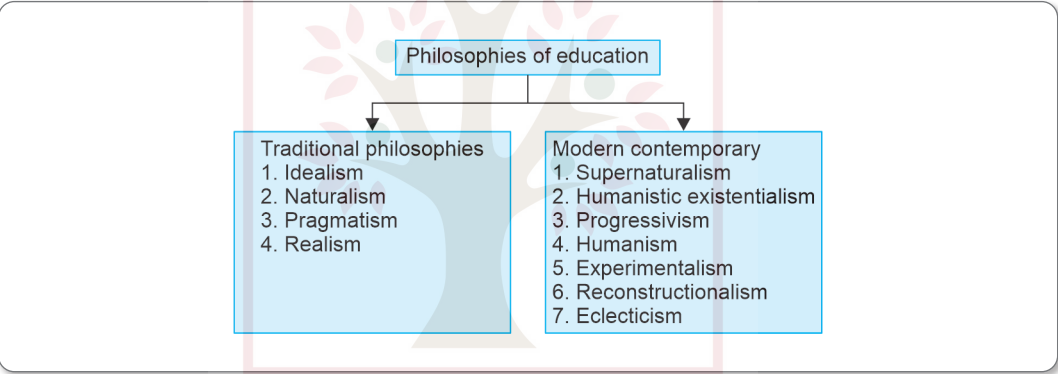 Philosophies of education
Traditional philosophies
1. Idealism
2. Naturalism
3. Pragmatism
4. Realism
Modern contemporary
1. Supernaturalism
2. Humanistic existentialism
3. Progressivism
4. Humanism
5. Experimentalism
6. Reconstructionalism
7. Eclecticism